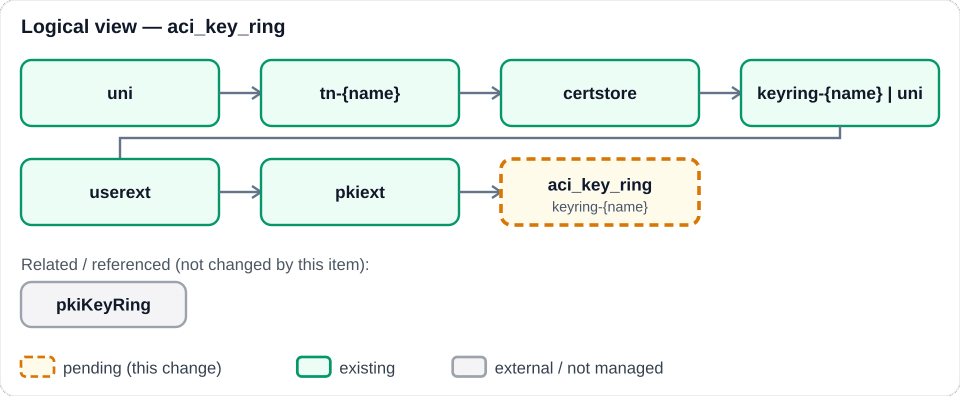 Logical view — aci_key_ring
uni
tn-{name}
certstore
keyring-{name} | uni
userext
pkiext
aci_key_ring
keyring-{name}
Related / referenced (not changed by this item):
pkiKeyRing
pending (this change)
existing
external / not managed